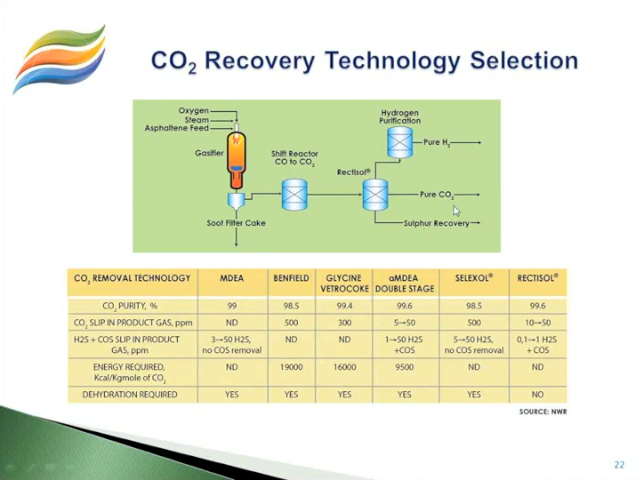 CO2 Recovery Technology Selection
Oxygen
Steam
Asphaltene Feed
Gasifier
Soot Filter Cake
Shift Reactor
CO to CO2
Rectisol®
Hydrogen
Purification
Pure H2
Pure CO2
Sulphur Recovery
CO2 REMOVAL TECHNOLOGY MDEA BENFIELD GLYCINE VETROCOKE aMDEA DOUBLE STAGE SELEXOL® RECTISOL®
CO2 PURITY, % 99 98.5 99.4 99.6 98.5 99.6
CO2 SLIP IN PRODUCT GAS, ppm ND 500 300 5→50 500 10→50
H2S + COS SLIP IN PRODUCT GAS, ppm 3→50 H2S, no COS removal ND ND 1→50 H2S +COS 5→50 H2S, no COS removal 0,1→1 H2S + COS
ENERGY REQUIRED, Kcal/Kgmole of CO2 ND 19000 16000 9500 ND ND
DEHYDRATION REQUIRED YES YES YES YES YES NO
SOURCE: NWR
22